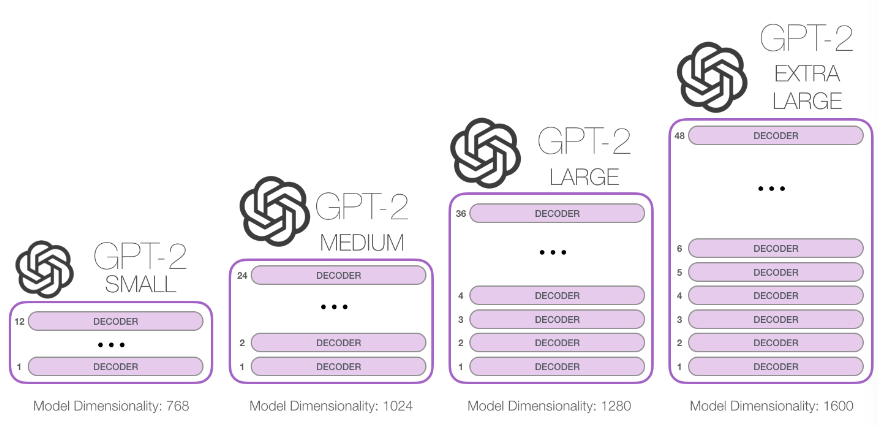 GPT-2
SMALL
12 DECODER
...
1 DECODER
Model Dimensionality: 768
GPT-2
MEDIUM
24 DECODER
...
2 DECODER
1 DECODER
Model Dimensionality: 1024
GPT-2
LARGE
36 DECODER
...
4 DECODER
3 DECODER
2 DECODER
1 DECODER
Model Dimensionality: 1280
GPT-2
EXTRA
LARGE
48 DECODER
...
6 DECODER
5 DECODER
4 DECODER
3 DECODER
2 DECODER
1 DECODER
Model Dimensionality: 1600